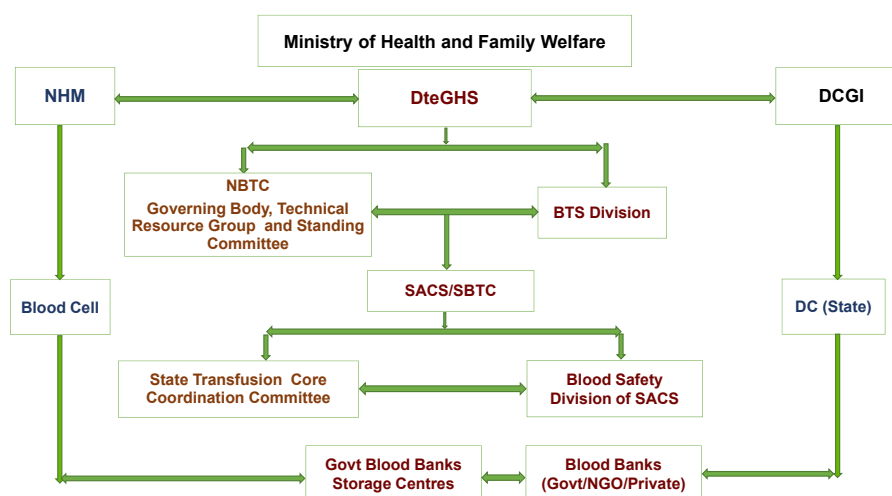 Ministry of Health and Family Welfare
NHM
DteGHS
DCGI
NBTC
Governing Body, Technical
Resource Group and Standing
Committee
BTS Division
SACS/SBTC
Blood Cell
DC (State)
State Transfusion Core
Coordination Committee
Blood Safety
Division of SACS
Govt Blood Banks
Storage Centres
Blood Banks
(Govt/NGO/Private)